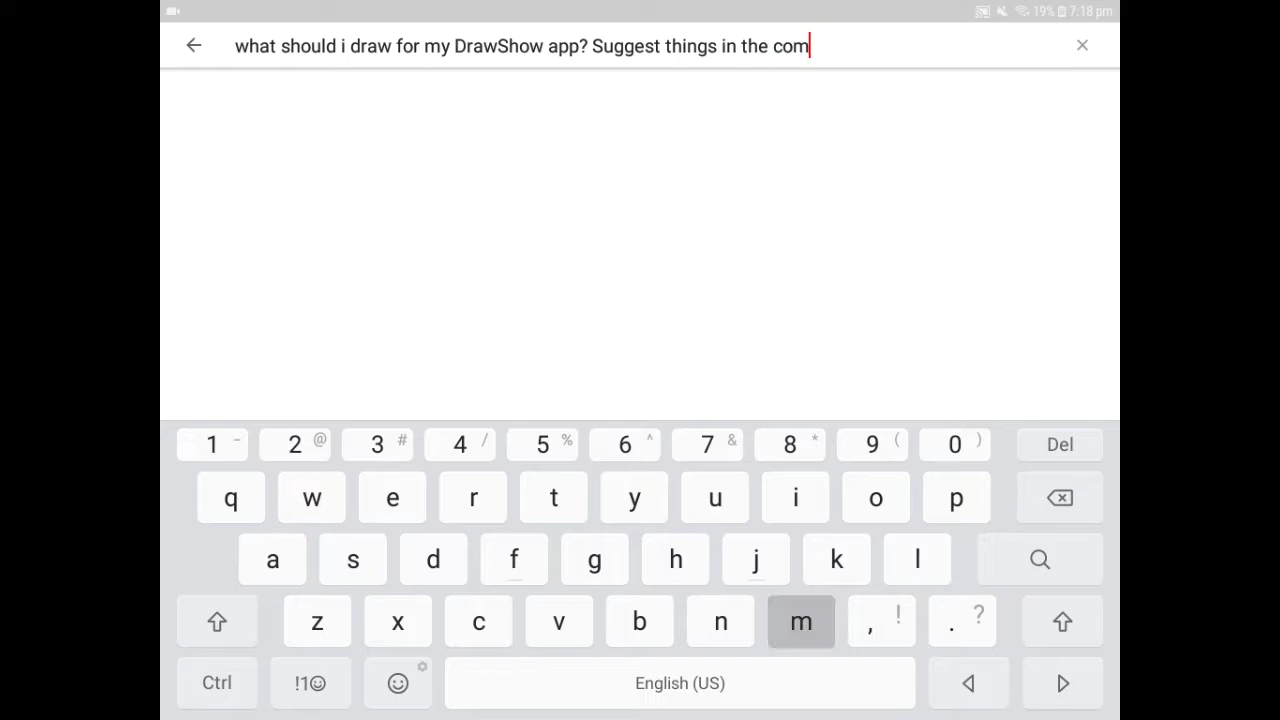 19% 7:18 pm
what should i draw for my DrawShow app? Suggest things in the com
1 - 2 @ 3 # 4 / 5 % 6 ^ 7 & 8 * 9 ( 0 ) Del
q w e r t y u i o p
a s d f g h j k l
z x c v b n m , ! . ?
Ctrl !1☺ English (US)